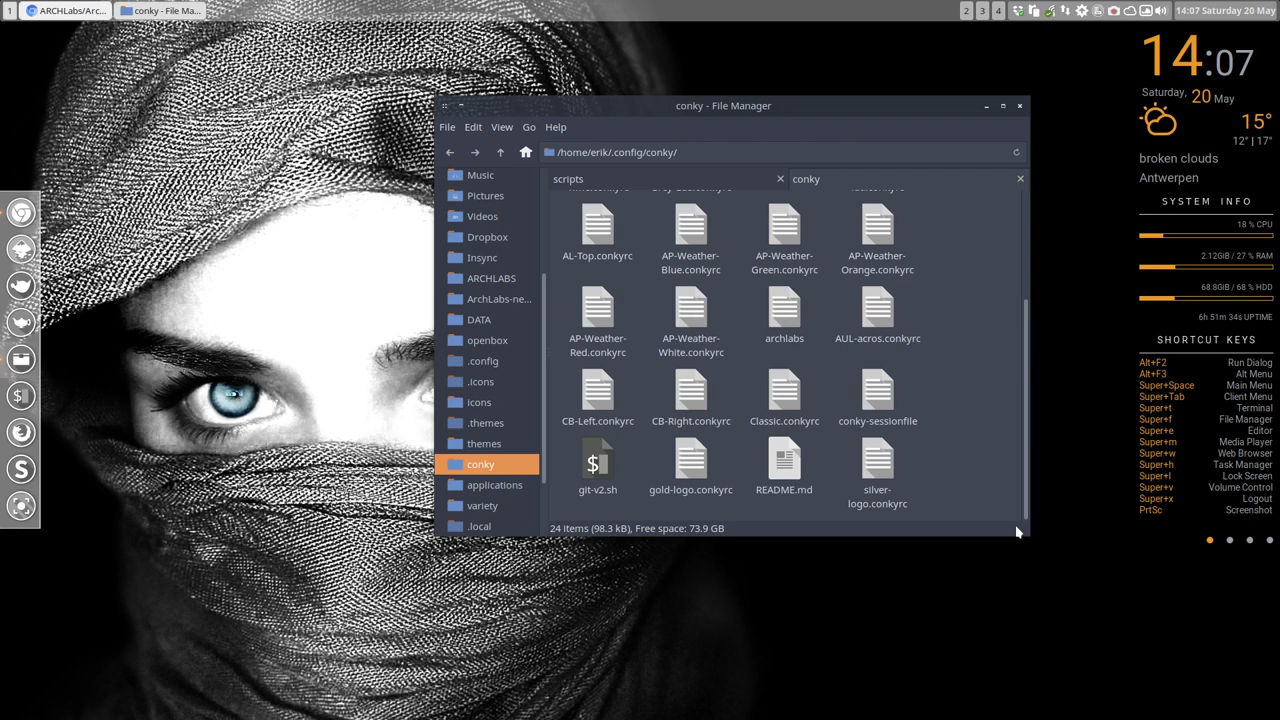 1
ARCHLabs/Arc...
conky - File Ma...
2
3
4
14:07 Saturday 20 May
conky - File Manager
File Edit View Go Help
/home/erik/.config/conky/
Music
Pictures
Videos
Dropbox
Insync
ARCHLABS
ArchLabs-ne...
DATA
openbox
.config
.icons
icons
.themes
themes
conky
applications
variety
.local
scripts
conky
AL-Top.conkyrc
AP-Weather-
Blue.conkyrc
AP-Weather-
Green.conkyrc
AP-Weather-
Orange.conkyrc
AP-Weather-
Red.conkyrc
AP-Weather-
White.conkyrc
archlabs
AUL-acros.conkyrc
CB-Left.conkyrc
CB-Right.conkyrc
Classic.conkyrc
conky-sessionfile
$
git-v2.sh
gold-logo.conkyrc
README.md
silver-
logo.conkyrc
24 items (98.3 kB), Free space: 73.9 GB
14:07
Saturday, 20 May
15°
12° | 17°
broken clouds
Antwerpen
SYSTEM INFO
18 % CPU
2.12GiB / 27 % RAM
68.8GiB / 68 % HDD
6h 51m 34s UPTIME
SHORTCUT KEYS
Alt+F2 Run Dialog
Alt+F3 Alt Menu
Super+Space Main Menu
Super+Tab Client Menu
Super+t Terminal
Super+f File Manager
Super+e Editor
Super+m Media Player
Super+w Web Browser
Super+h Task Manager
Super+l Lock Screen
Super+v Volume Control
Super+x Logout
PrtSc Screenshot
$
S